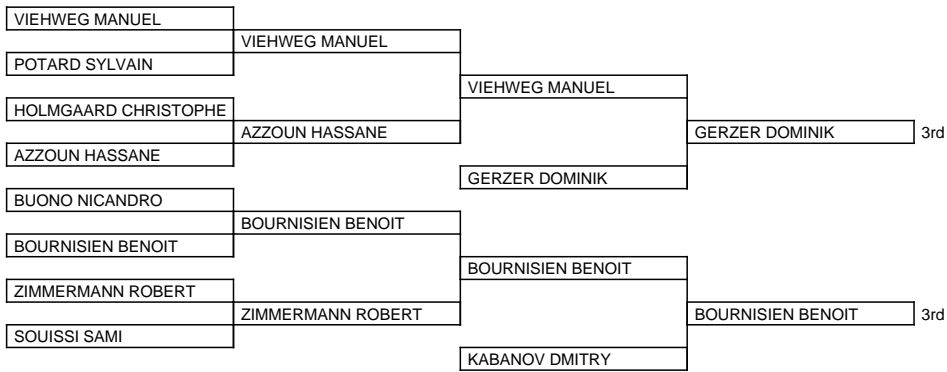 VIEHWEG MANUEL
VIEHWEG MANUEL
POTARD SYLVAIN
VIEHWEG MANUEL
HOLMGAARD CHRISTOPHE
AZZOUN HASSANE
GERZER DOMINIK 3rd
AZZOUN HASSANE
GERZER DOMINIK
BUONO NICANDRO
BOURNISIEN BENOIT
BOURNISIEN BENOIT
BOURNISIEN BENOIT
ZIMMERMANN ROBERT
ZIMMERMANN ROBERT
BOURNISIEN BENOIT 3rd
SOUISSI SAMI
KABANOV DMITRY